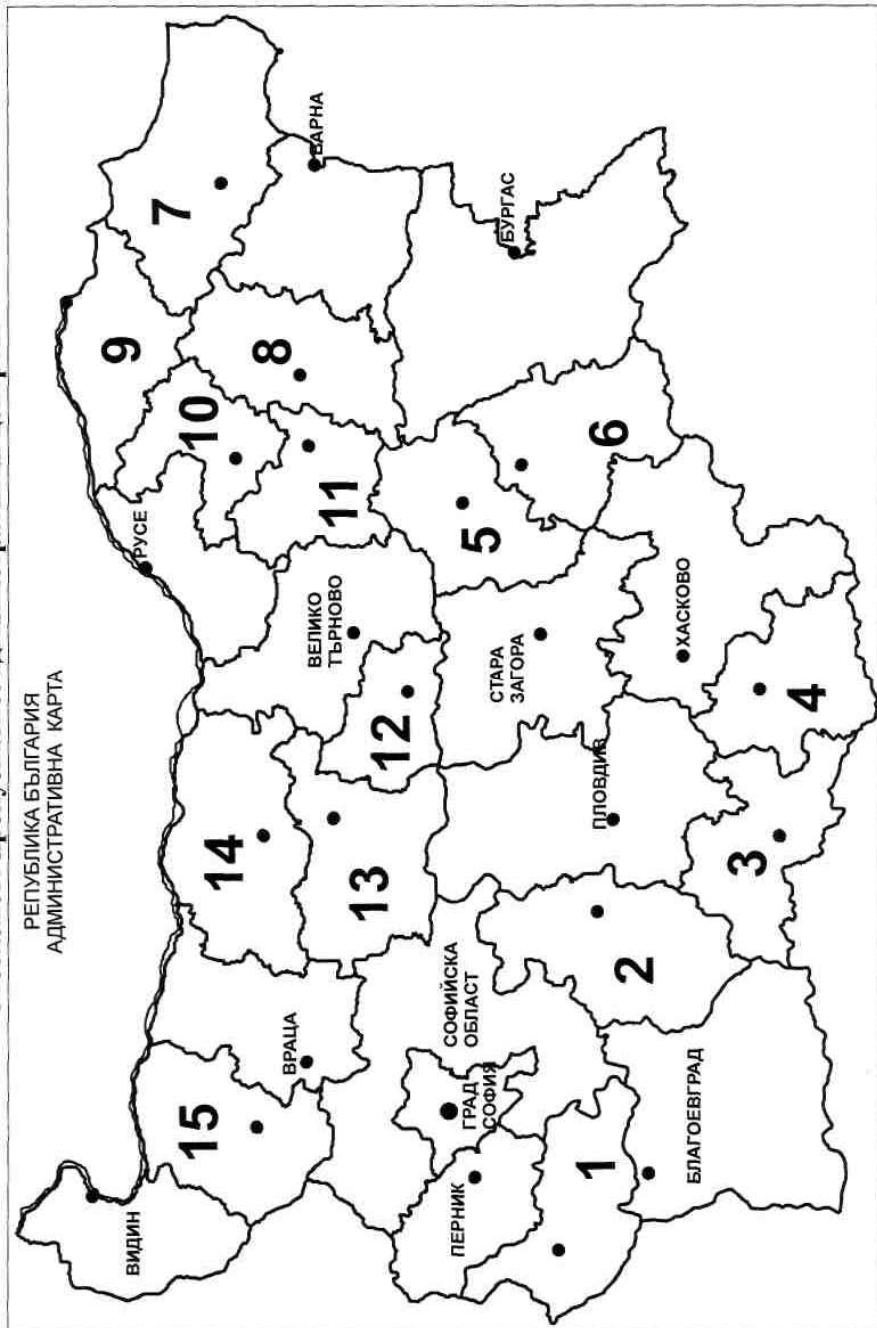 РЕПУБЛИКА БЪЛГАРИЯ
АДМИНИСТРАТИВНА КАРТА
ВИДИН
15
ВРАЦА
14
РУСЕ
9
7
10
8
ВАРНА
13
12
ВЕЛИКО
ТЪРНОВО
11
СОФИЙСКА
ОБЛАСТ
ГРАД
СОФИЯ
ПЕРНИК
1
2
ПЛОВДИВ
СТАРА
ЗАГОРА
5
6
БУРГАС
БЛАГОЕВГРАД
3
4
ХАСКОВО